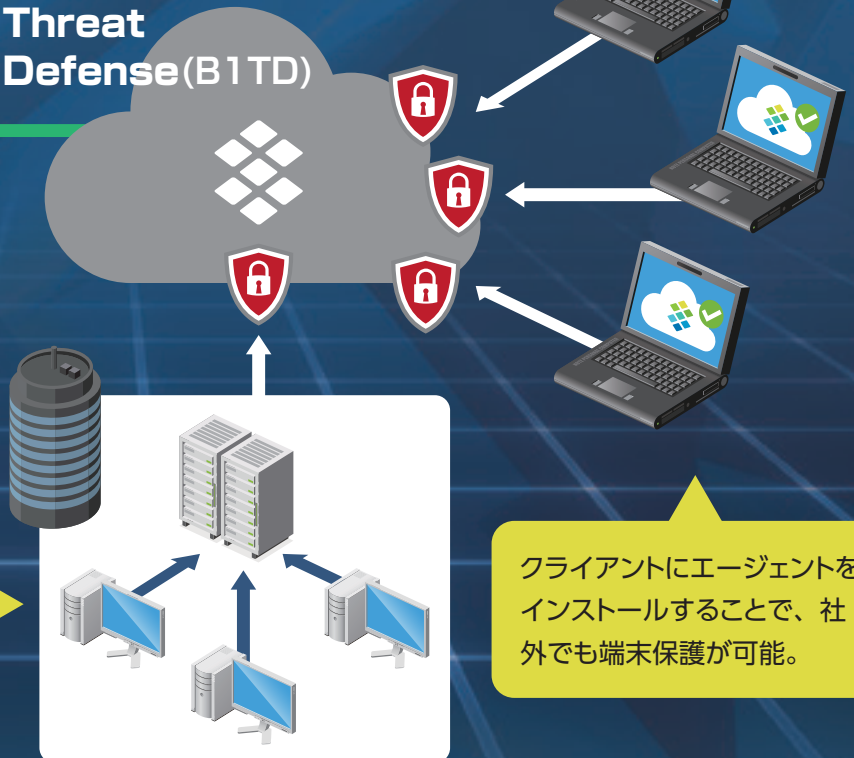 Threat
Defense(B1TD)
クライアントにエージェントを
インストールすることで、社
外でも端末保護が可能。